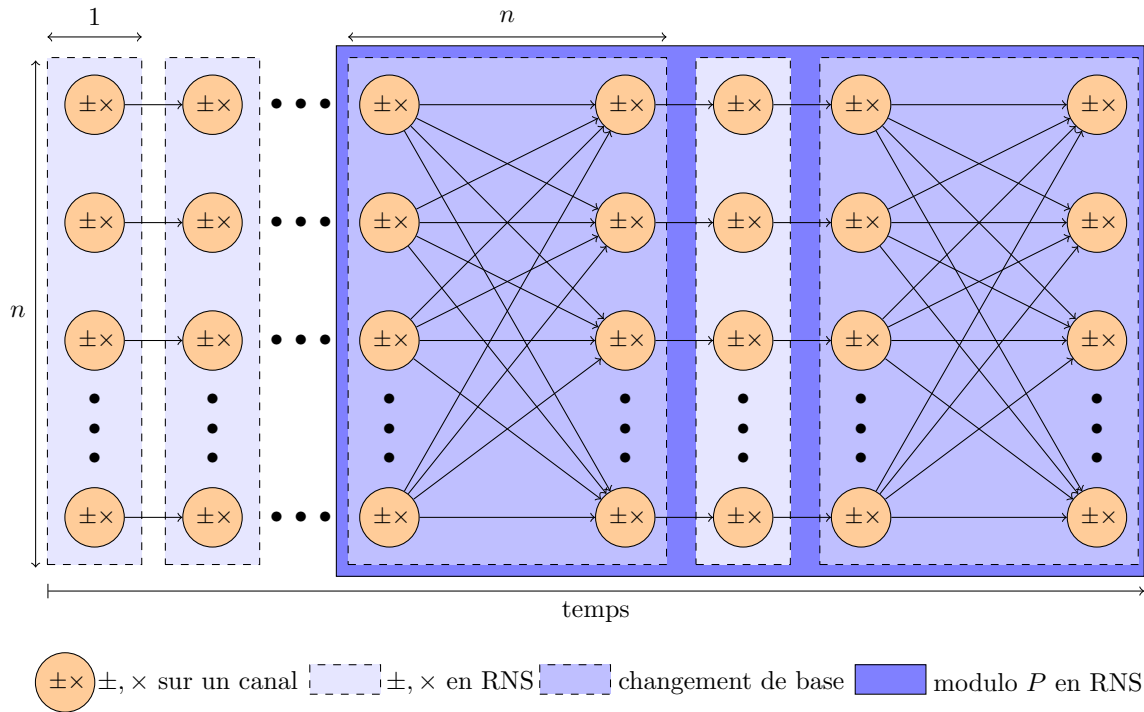 1 n
±× ±× ±× ±× ±× ±× ±×
±× ±× ±× ±× ±× ±× ±×
n
±× ±× ±× ±× ±× ±× ±×
±× ±× ±× ±× ±× ±× ±×
temps
±× ±, × sur un canal ±, × en RNS changement de base modulo P en RNS